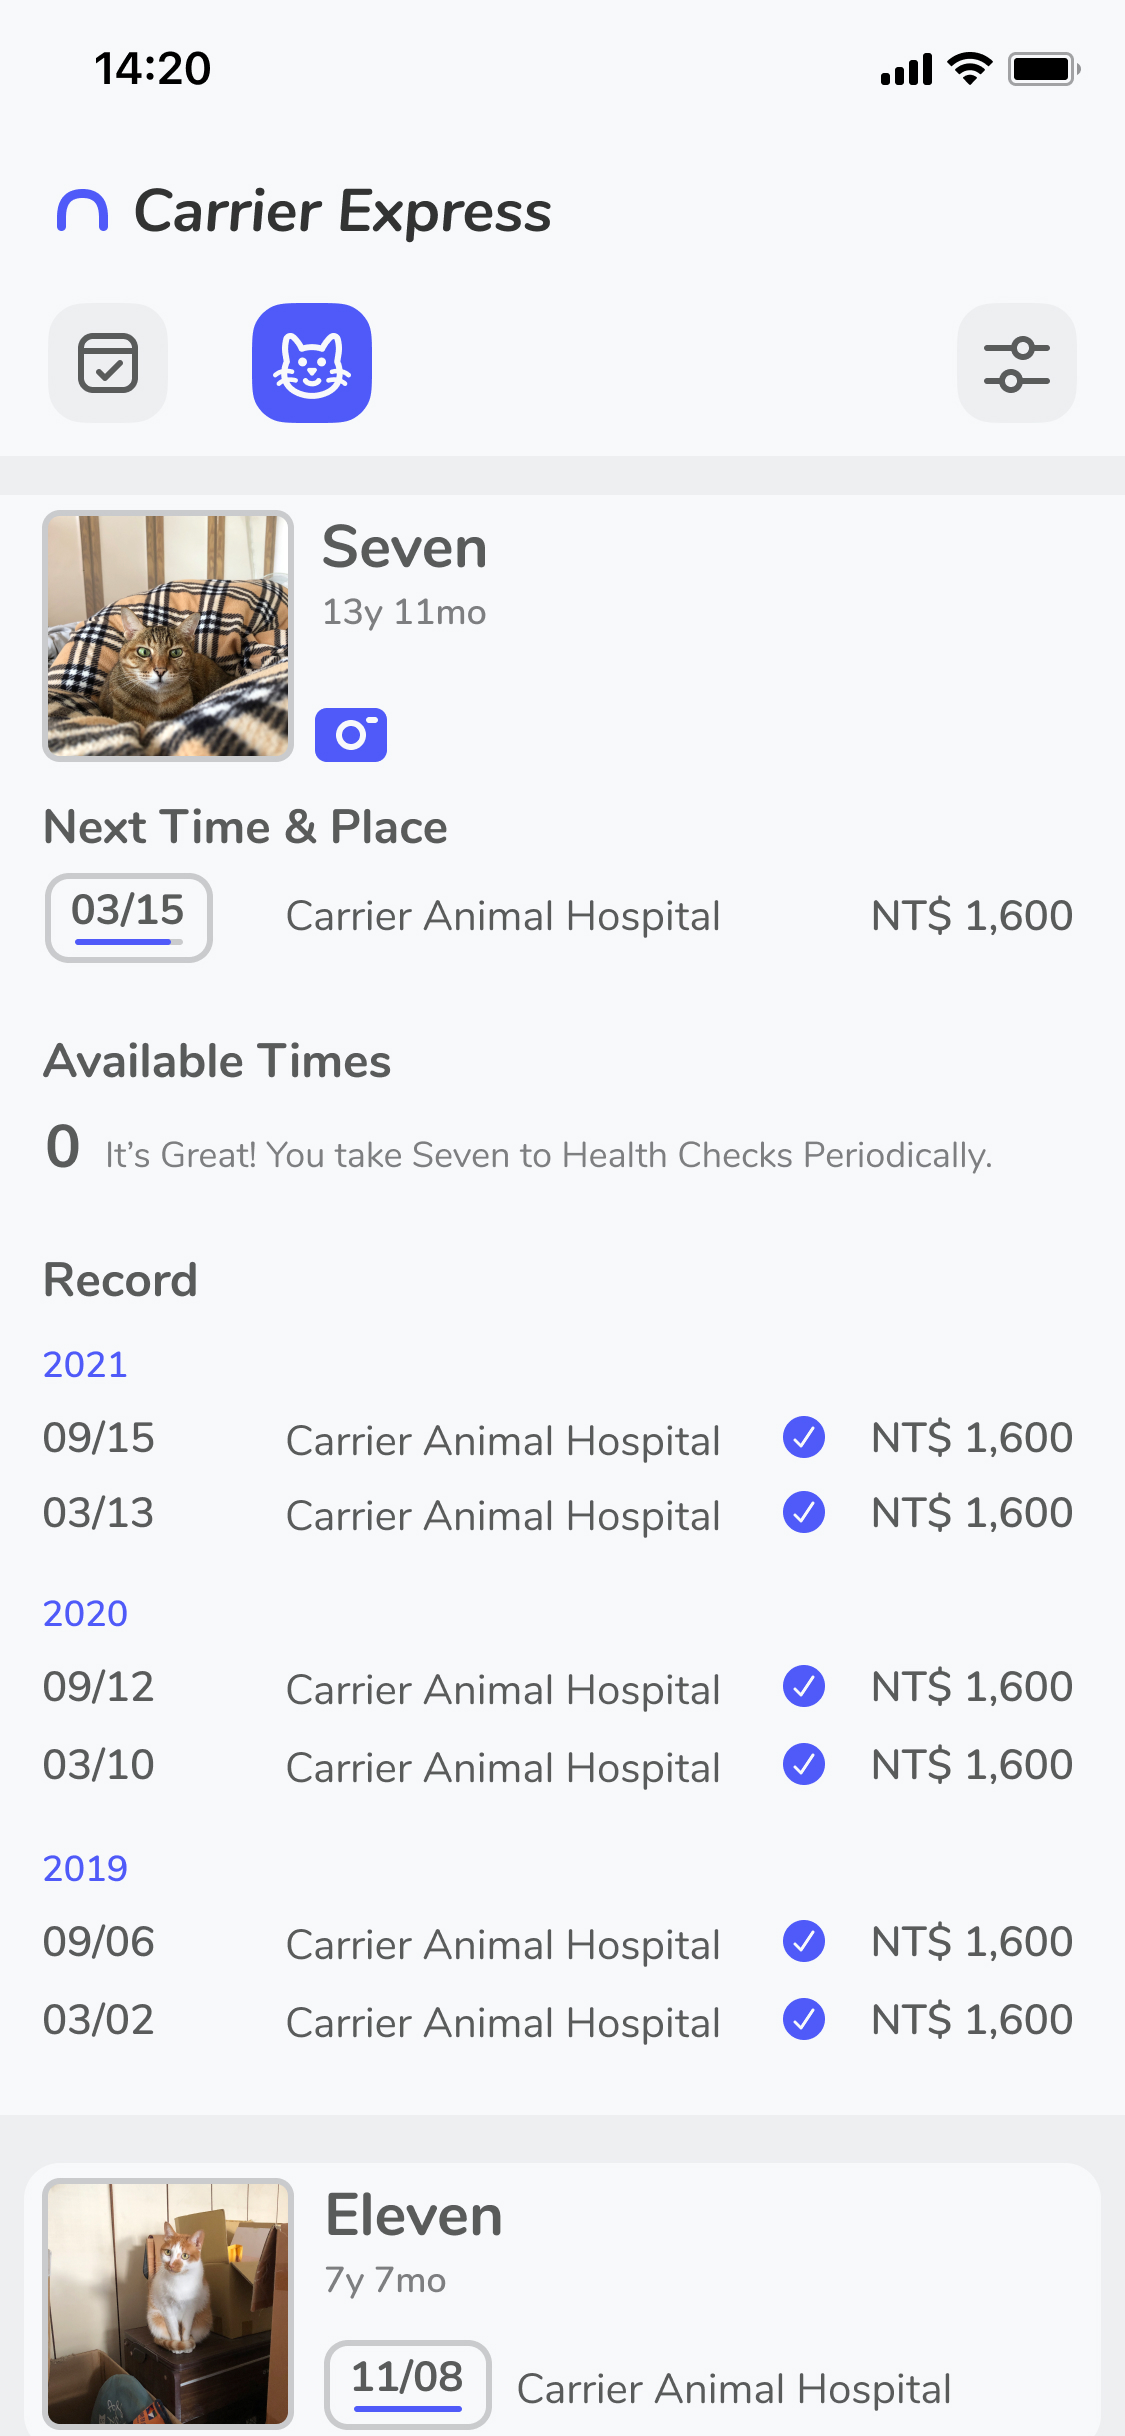 14:20
Carrier Express
Seven
13y 11mo
Next Time & Place
03/15 Carrier Animal Hospital NT$ 1,600
Available Times
0 It’s Great! You take Seven to Health Checks Periodically.
Record
2021
09/15 Carrier Animal Hospital NT$ 1,600
03/13 Carrier Animal Hospital NT$ 1,600
2020
09/12 Carrier Animal Hospital NT$ 1,600
03/10 Carrier Animal Hospital NT$ 1,600
2019
09/06 Carrier Animal Hospital NT$ 1,600
03/02 Carrier Animal Hospital NT$ 1,600
Eleven
7y 7mo
11/08 Carrier Animal Hospital